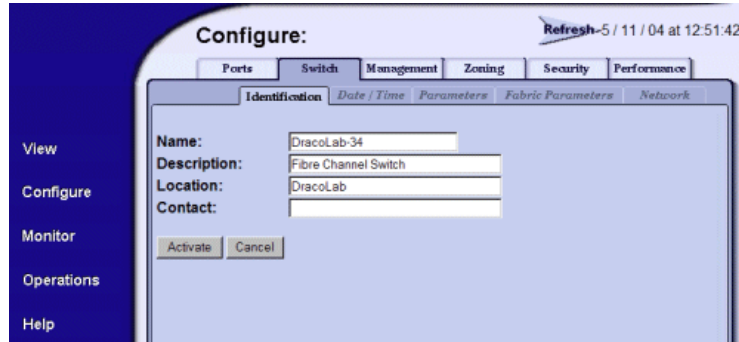 Configure:
Refresh-5 / 11 / 04 at 12:51:42
Ports Switch Management Zoning Security Performance
Identification Date / Time Parameters Fabric Parameters Network
View
Configure
Monitor
Operations
Help
Name: DracoLab-34
Description: Fibre Channel Switch
Location: DracoLab
Contact:
Activate Cancel